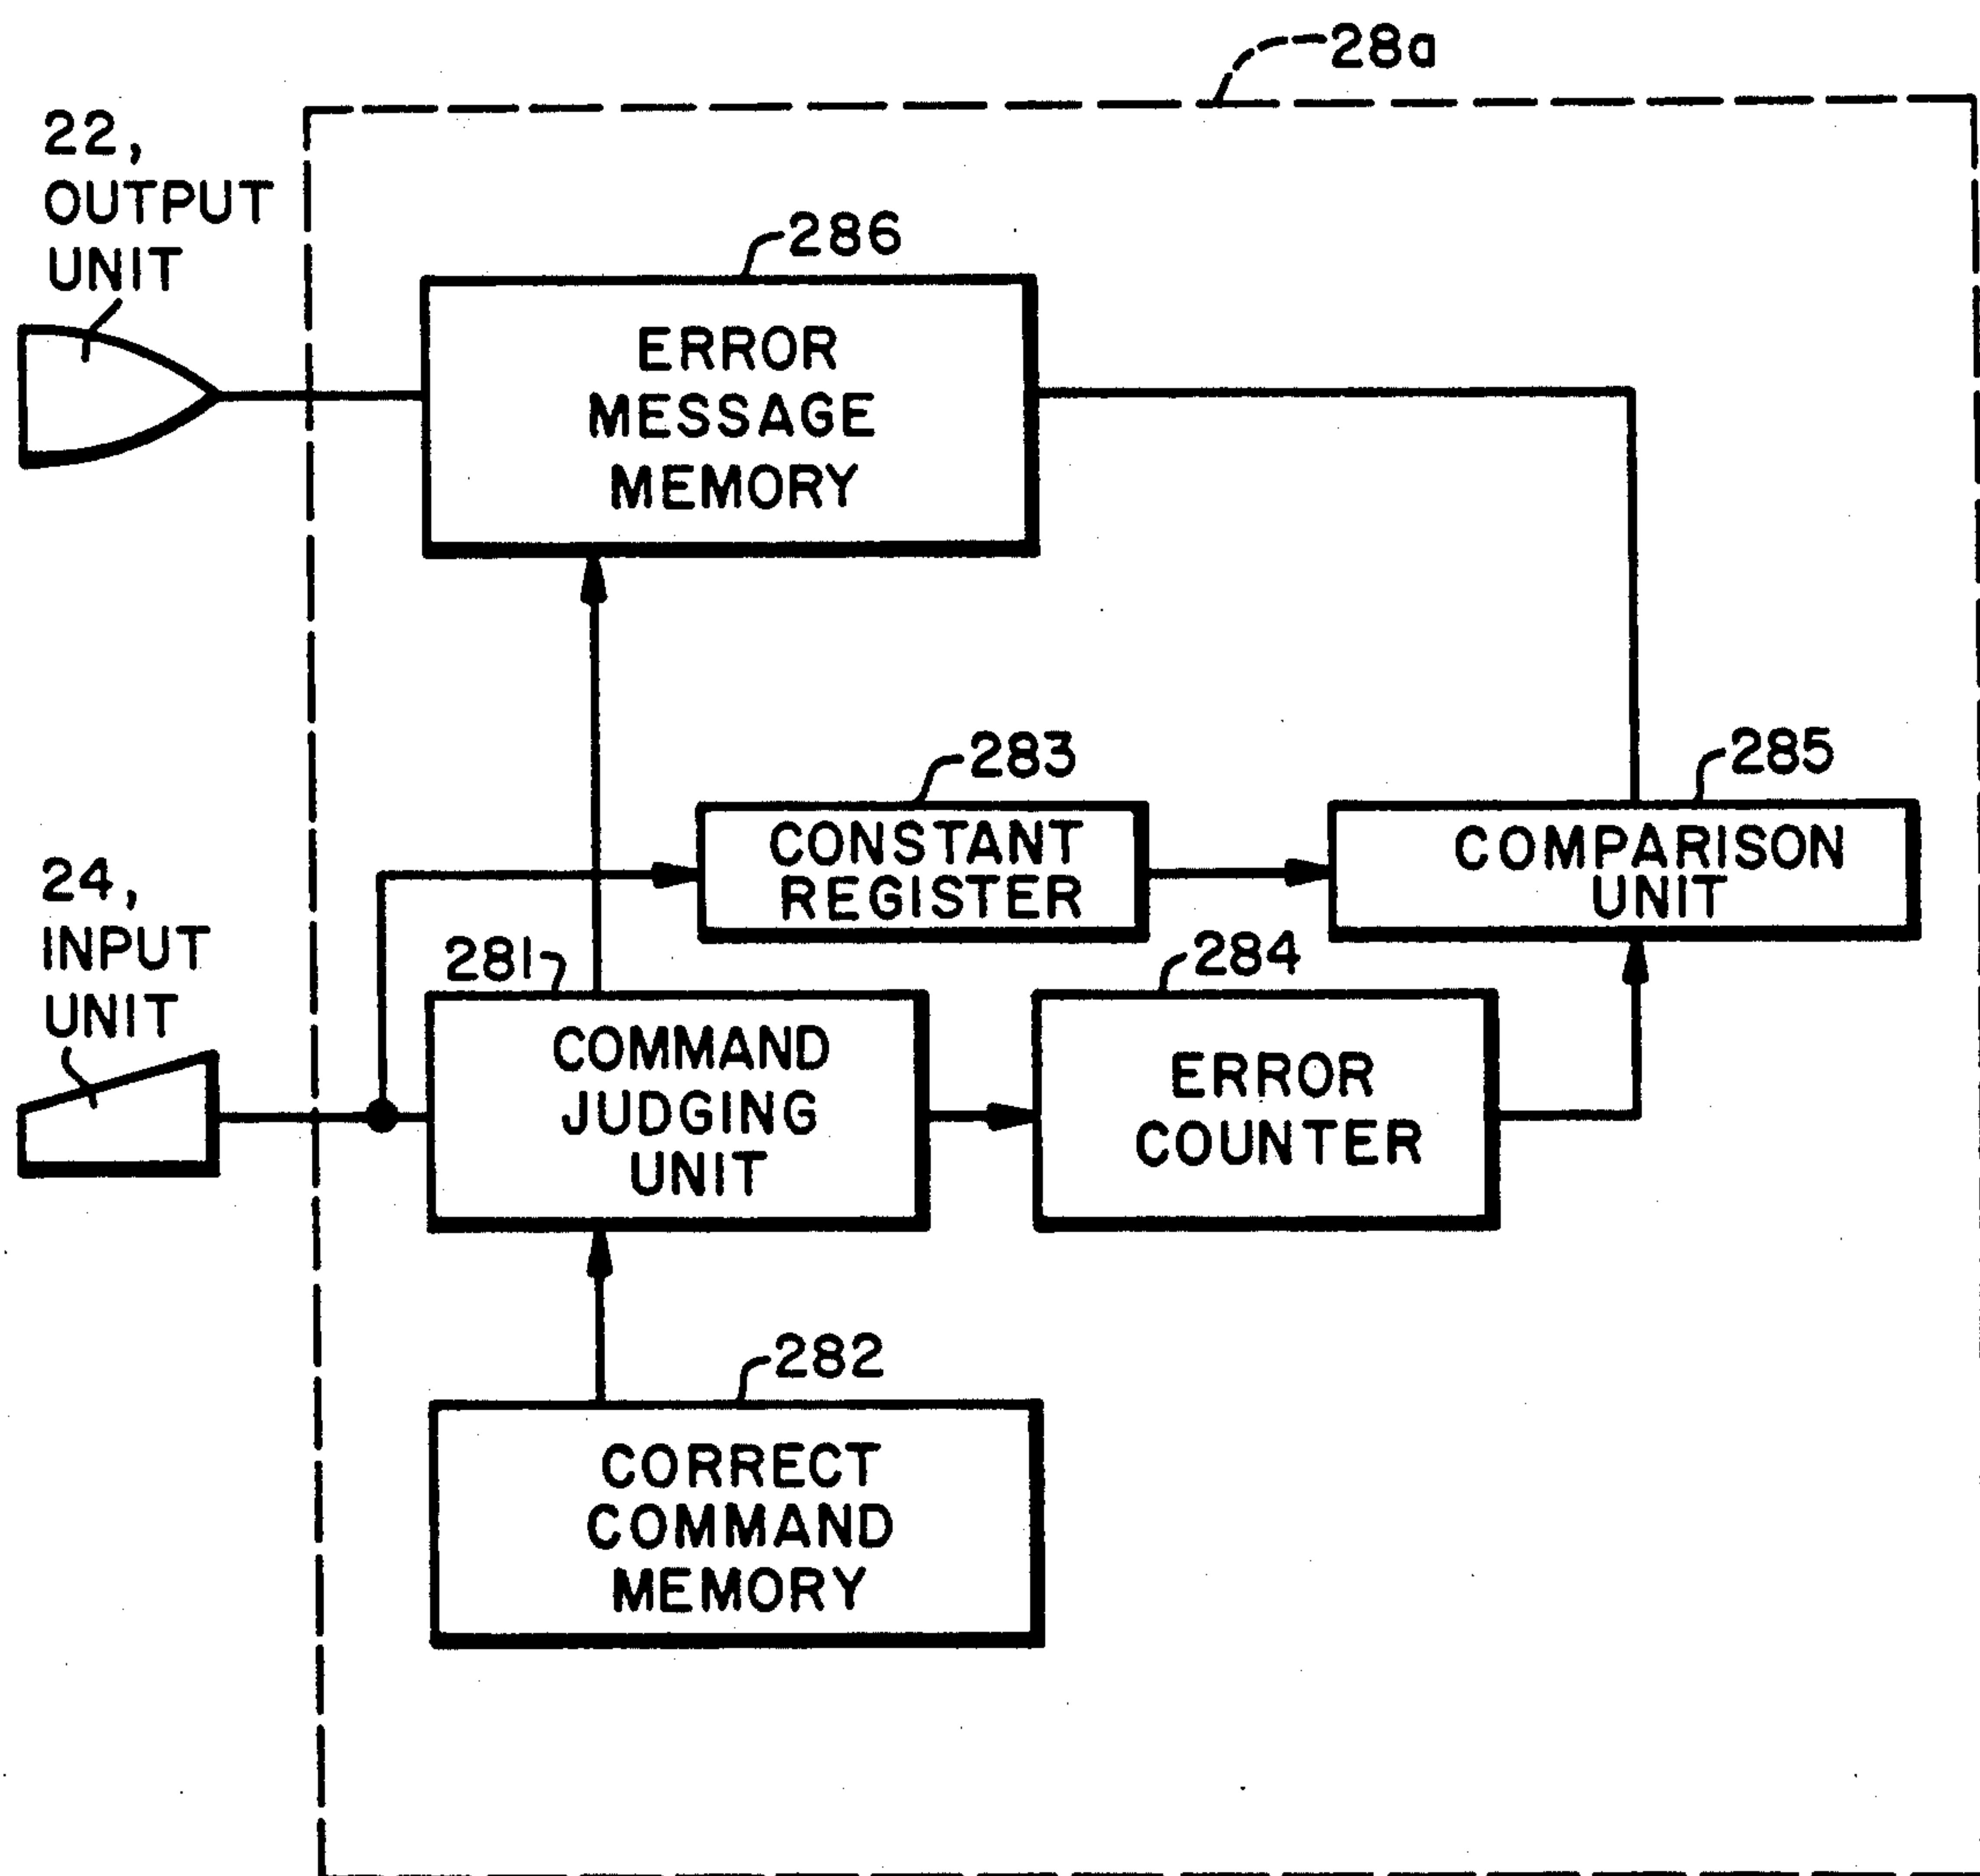 28a
22,
OUTPUT
UNIT
286
ERROR
MESSAGE
MEMORY
283
CONSTANT
REGISTER
285
COMPARISON
UNIT
24,
INPUT
UNIT
281
COMMAND
JUDGING
UNIT
284
ERROR
COUNTER
282
CORRECT
COMMAND
MEMORY